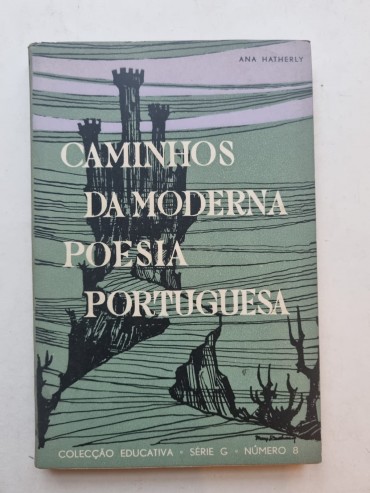 ANA HATHERLY
CAMINHOS
DA MODERNA
POESIA
PORTUGUESA
COLECÇÃO EDUCATIVA • SÉRIE G • NÚMERO 8